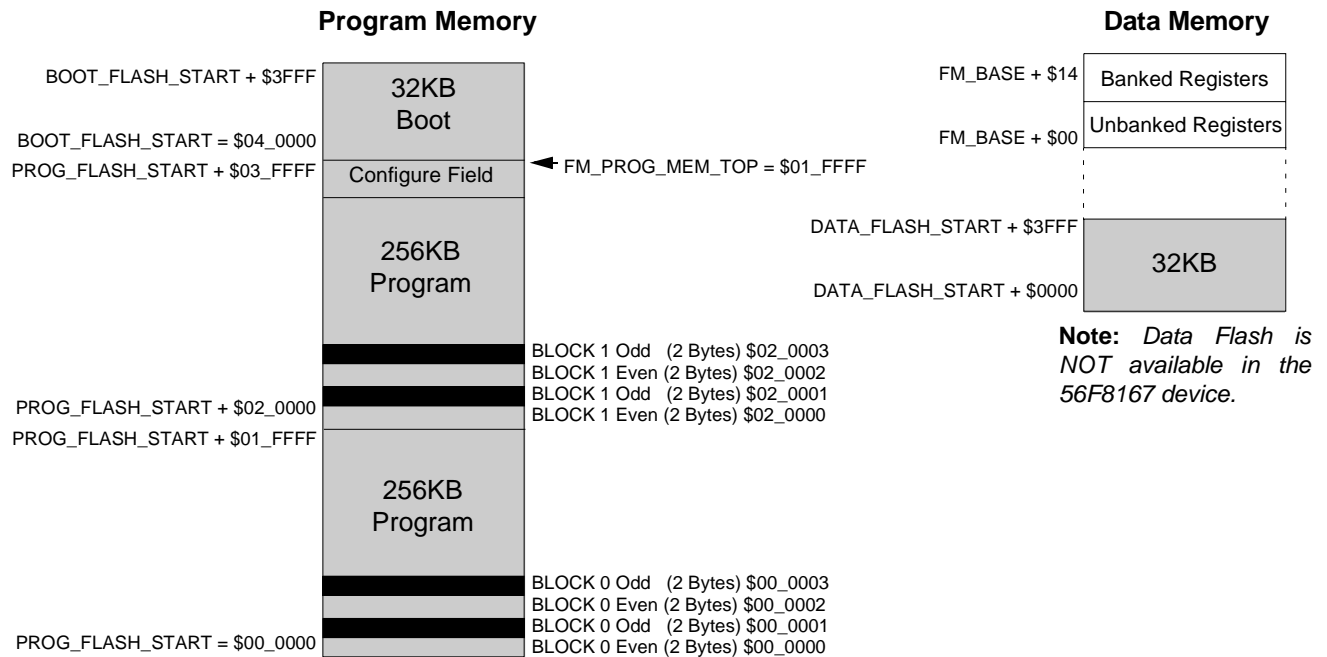 Program Memory
BOOT_FLASH_START + $3FFF
32KB
Boot
BOOT_FLASH_START = $04_0000
PROG_FLASH_START + $03_FFFF
Configure Field
FM_PROG_MEM_TOP = $01_FFFF
256KB
Program
BLOCK 1 Odd (2 Bytes) $02_0003
BLOCK 1 Even (2 Bytes) $02_0002
BLOCK 1 Odd (2 Bytes) $02_0001
BLOCK 1 Even (2 Bytes) $02_0000
PROG_FLASH_START + $02_0000
PROG_FLASH_START + $01_FFFF
256KB
Program
BLOCK 0 Odd (2 Bytes) $00_0003
BLOCK 0 Even (2 Bytes) $00_0002
BLOCK 0 Odd (2 Bytes) $00_0001
BLOCK 0 Even (2 Bytes) $00_0000
PROG_FLASH_START = $00_0000
Data Memory
FM_BASE + $14
Banked Registers
Unbanked Registers
FM_BASE + $00
DATA_FLASH_START + $3FFF
32KB
DATA_FLASH_START + $0000
Note: Data Flash is
NOT available in the
56F8167 device.